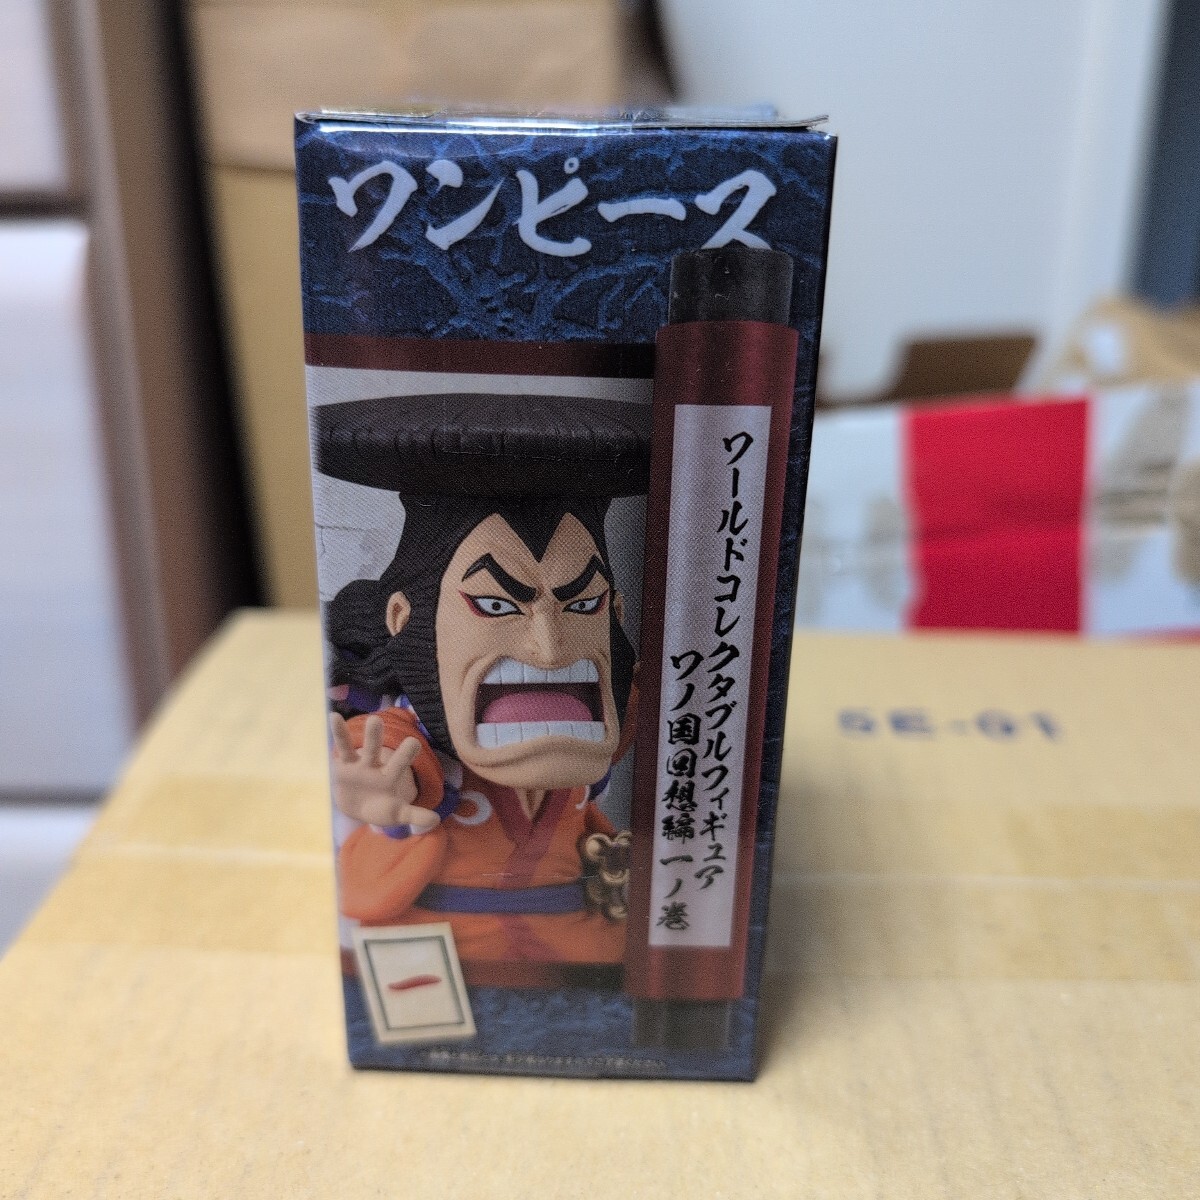 ワンピース
ワールドコレクタブルフィギュア
ワノ国回想編 一ノ巻
一
5E-01